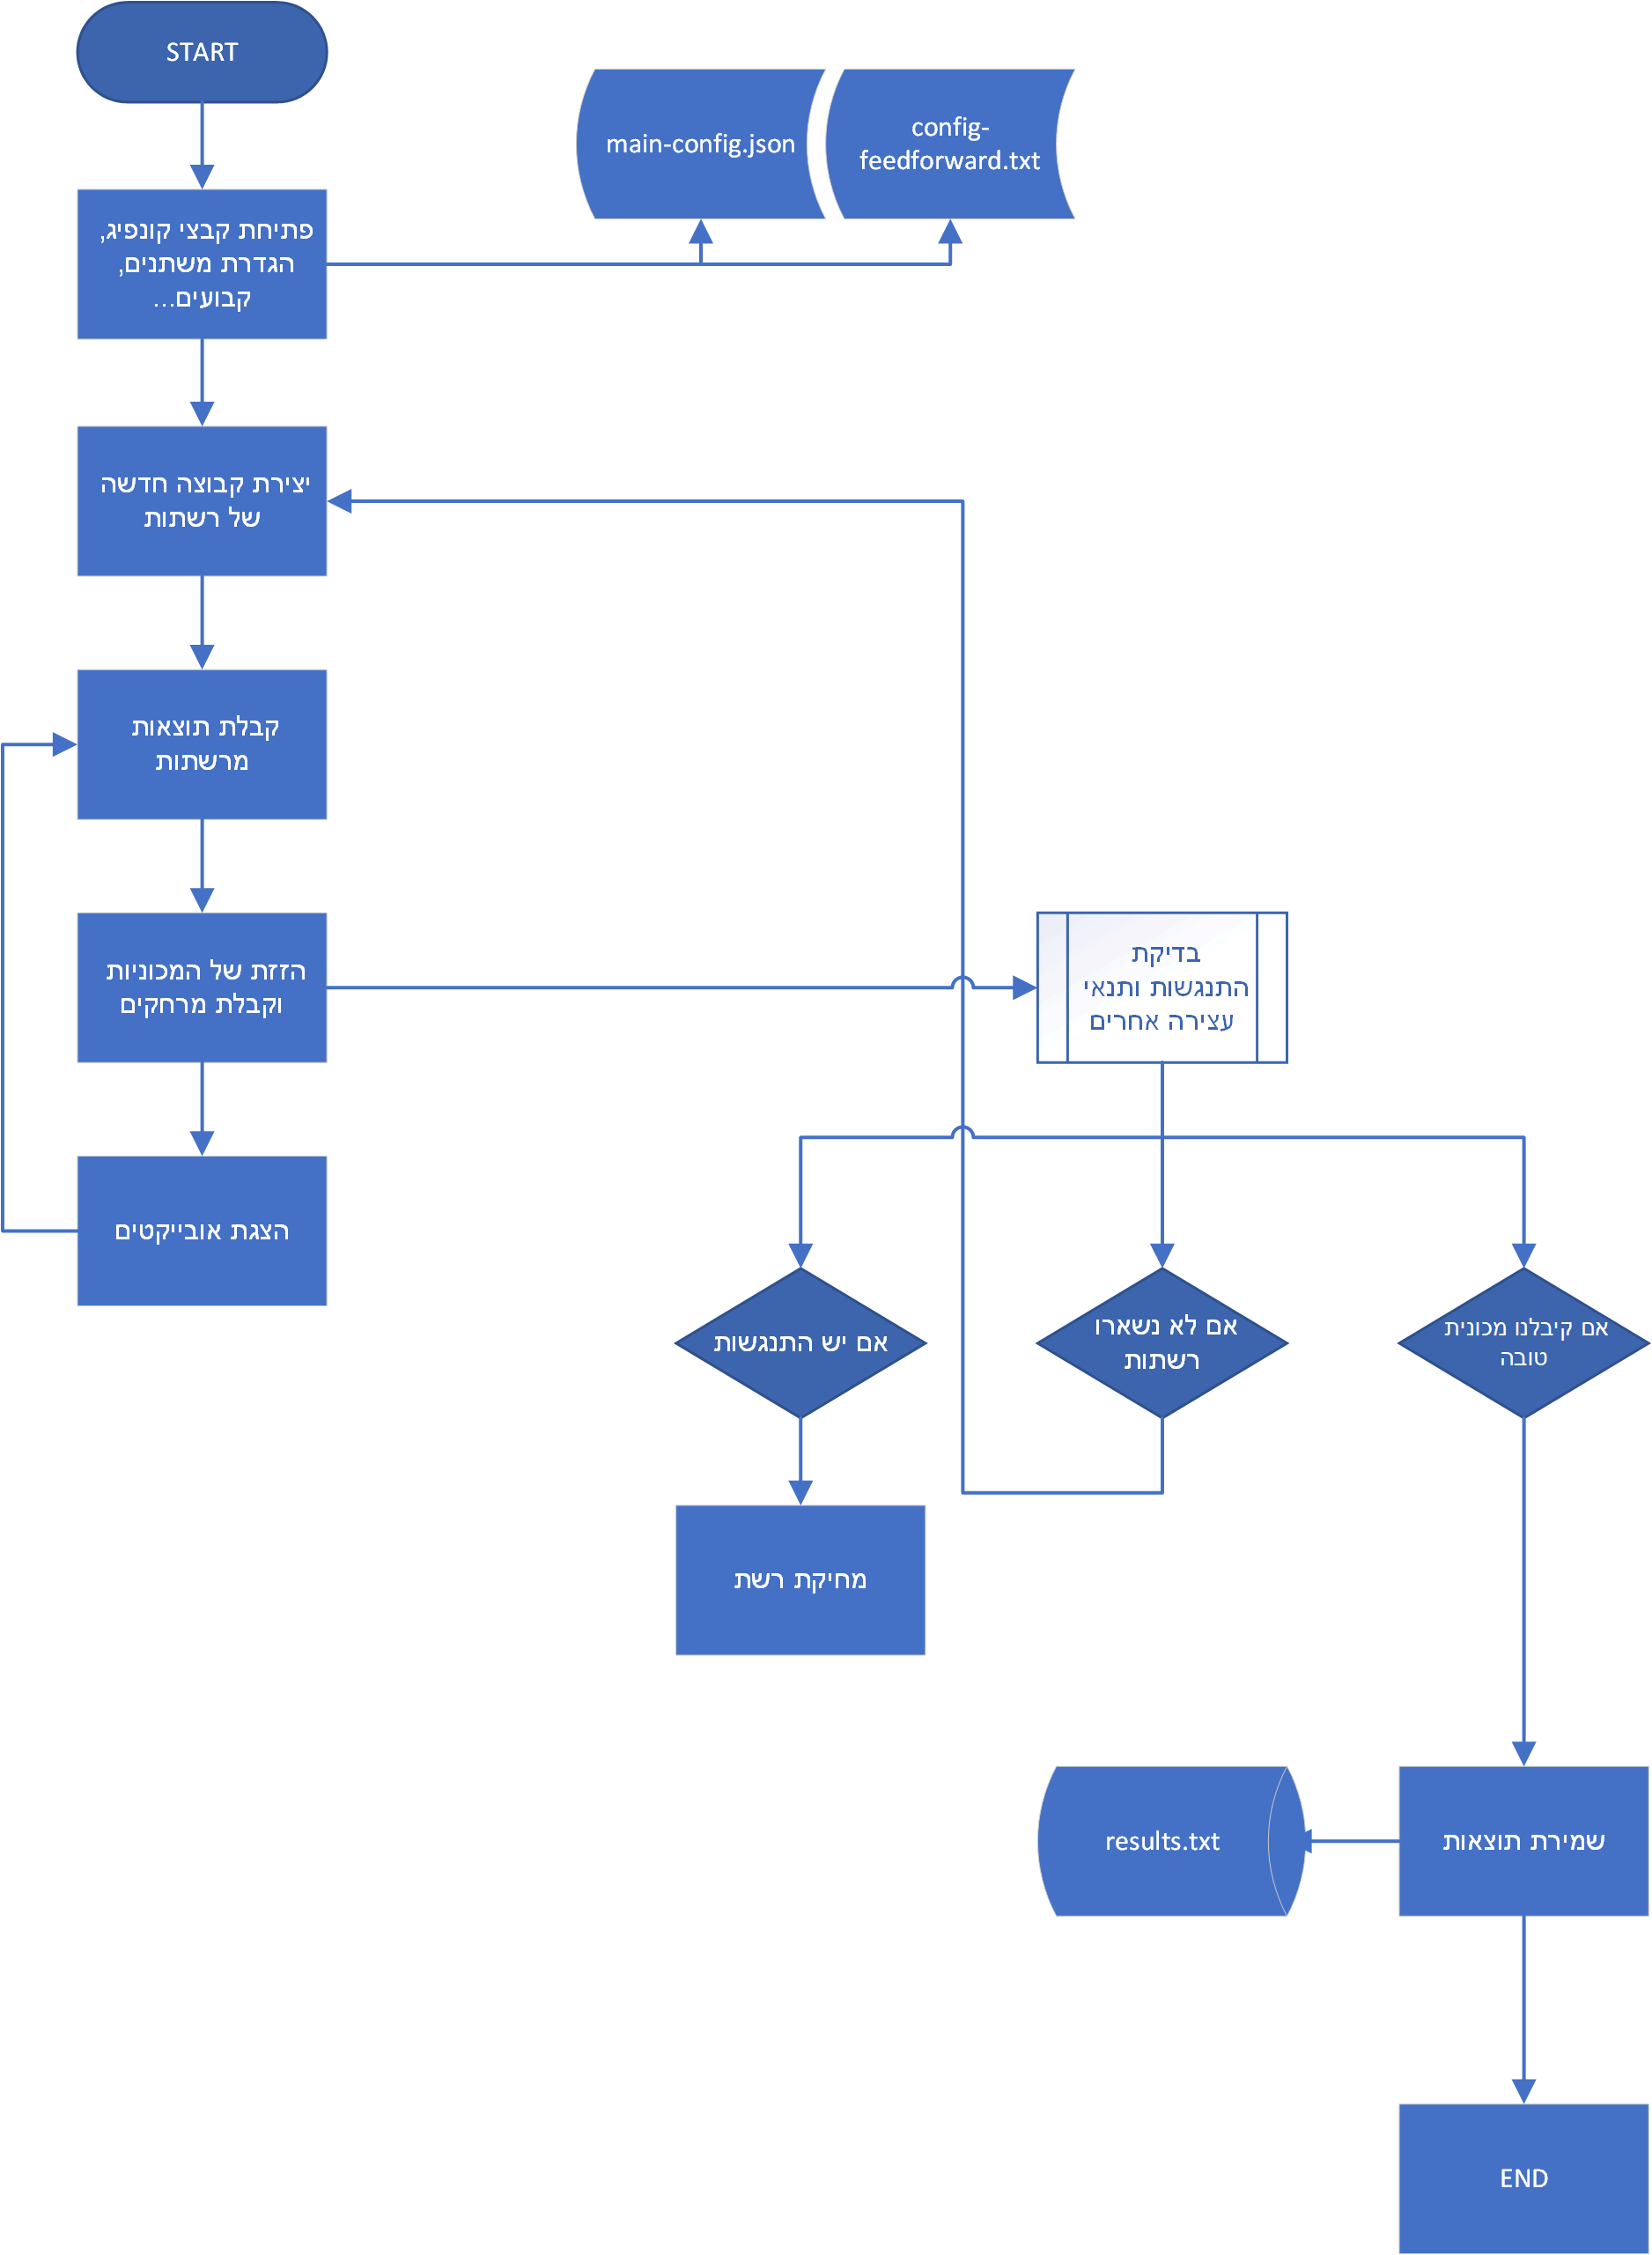 START
main-config.json
config-
feedforward.txt
פתיחת קבצי קונפיג,
הגדרת משתנים,
קבועים...
יצירת קבוצה חדשה
של רשתות
קבלת תוצאות
מרשתות
הזזת של המכוניות
וקבלת מרחקים
בדיקת
התנגשות ותנאי
עצירה אחרים
הצגת אובייקטים
אם יש התנגשות
אם לא נשארו
רשתות
אם קיבלנו מכונית
טובה
מחיקת רשת
results.txt
שמירת תוצאות
END